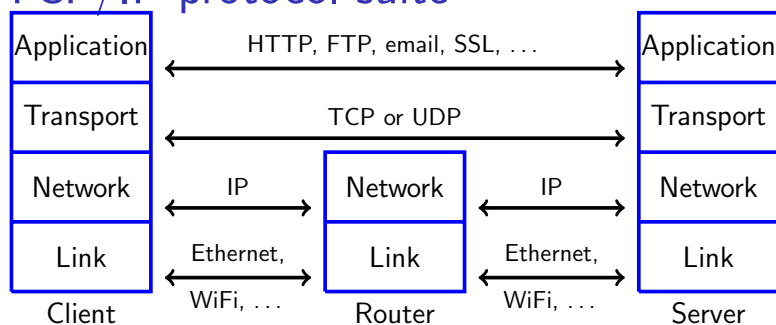 TCP/IP protocol suite
Application HTTP, FTP, email, SSL, ... Application
Transport TCP or UDP Transport
Network IP Network IP Network
Link Ethernet, Link Ethernet, Link
WiFi, ... WiFi, ...
Client Router Server